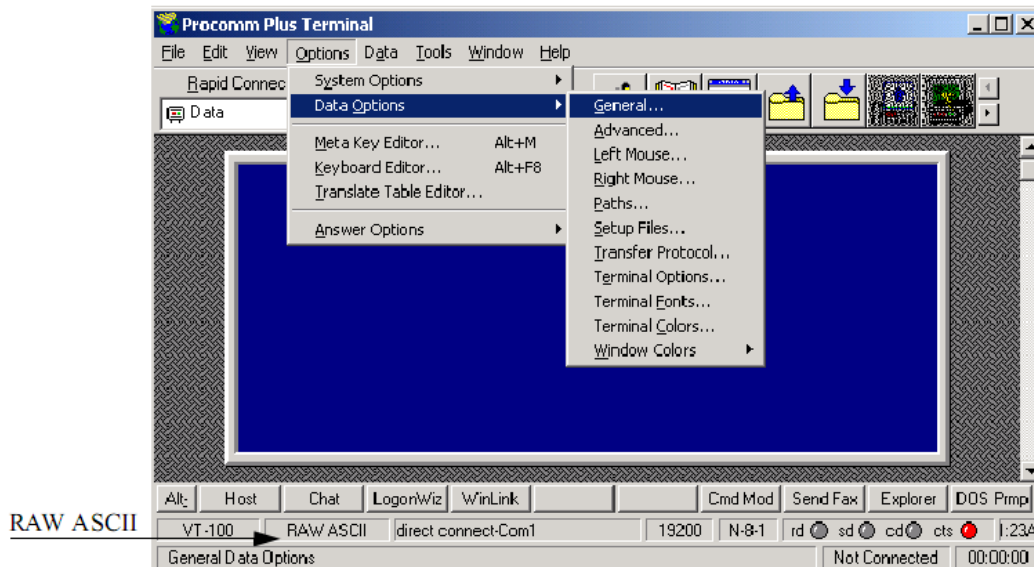 Procomm Plus Terminal
File Edit View Options Data Tools Window Help
Rapid Connec
Data
System Options
Data Options
Meta Key Editor... Alt+M
Keyboard Editor... Alt+F8
Translate Table Editor...
Answer Options
General...
Advanced...
Left Mouse...
Right Mouse...
Paths...
Setup Files...
Transfer Protocol...
Terminal Options...
Terminal Fonts...
Terminal Colors...
Window Colors
Alt: Host Chat LogonWiz WinLink Cmd Mod Send Fax Explorer DOS Prmp
RAW ASCII
VT-100 RAW ASCII direct connect-Com1 19200 N-8-1 rd sd cd cts
General Data Options Not Connected 00:00:00